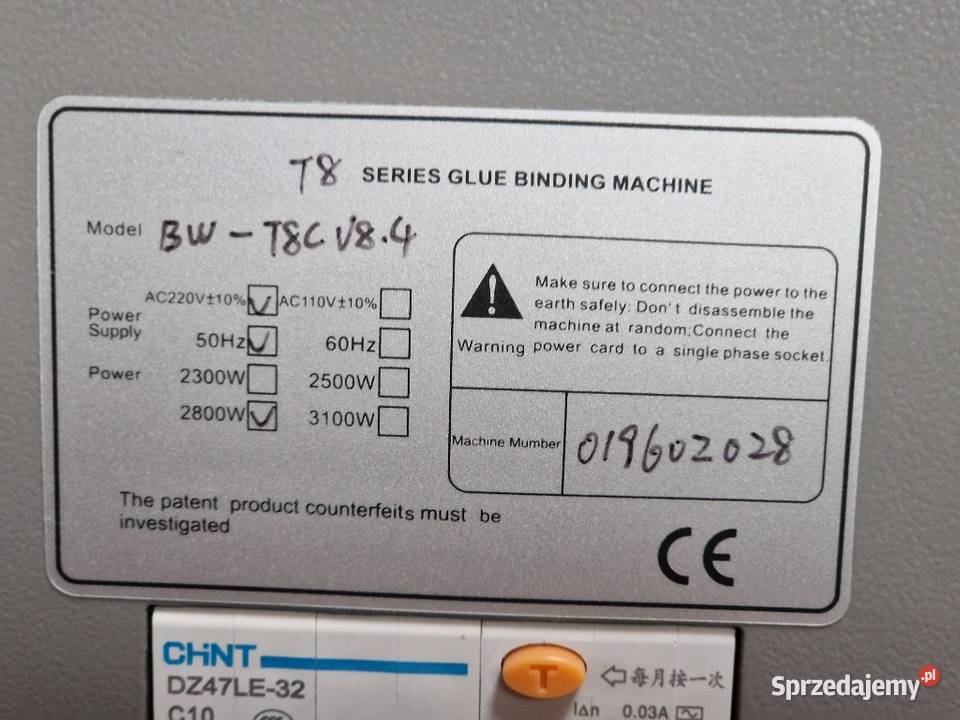 T8 SERIES GLUE BINDING MACHINE
Model BW-T8C V8.4
Power Supply AC220V±10% AC110V±10%
50Hz 60Hz
Power 2300W 2500W
2800W 3100W
Make sure to connect the power to the
earth safely: Don't disassemble the
machine at random;Connect the
Warning power card to a single phase socket.
Machine Mumber 019602028
The patent product counterfeits must be
investigated
CE
CHiNT
DZ47LE-32
C10
T
每月按一次
IΔn 0.03A
Sprzedajemy.pl